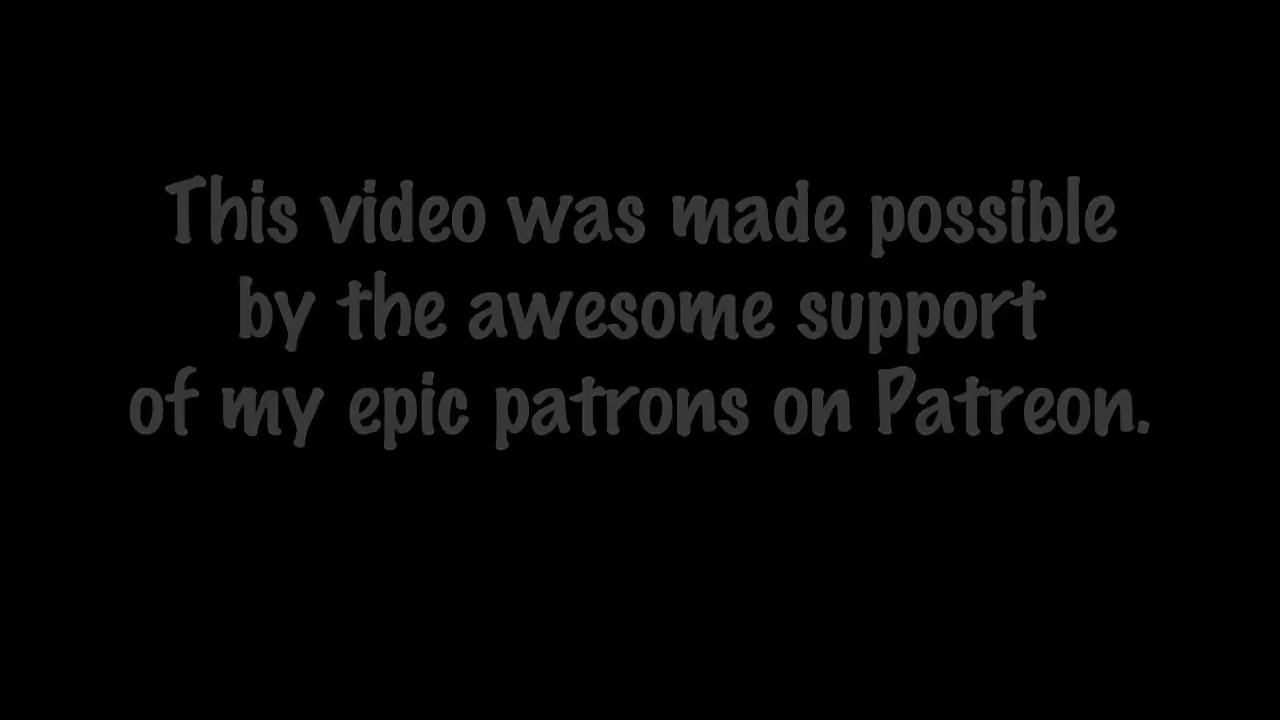 This video was made possible
by the awesome support
of my epic patrons on Patreon.